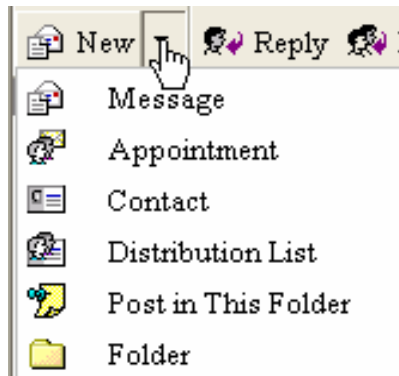 New Reply
Message
Appointment
Contact
Distribution List
Post in This Folder
Folder